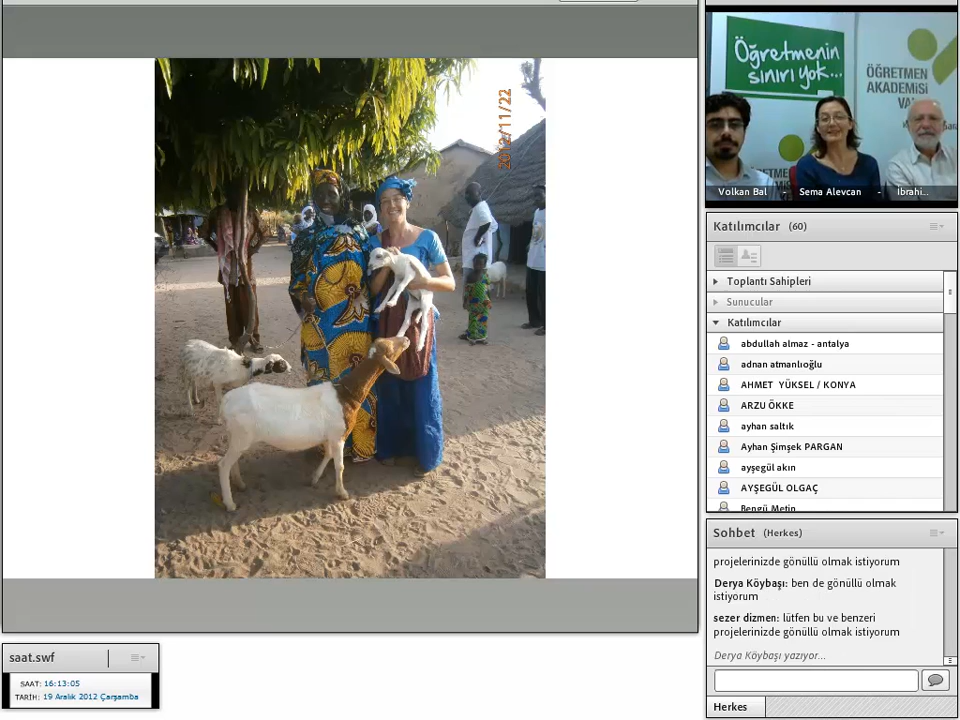 2012/11/22
Öğretmenin
sınırı yok...
ÖĞRETMEN
AKADEMİSİ
Volkan Bal - Sema Alevcan - İbrahi...
Katılımcılar (60)
Toplantı Sahipleri
Sunucular
Katılımcılar
abdullah almaz - antalya
adnan atmanlıoğlu
AHMET YÜKSEL / KONYA
ARZU ÖKKE
ayhan saltık
Ayhan Şimşek PARGAN
ayşegül akın
AYŞEGÜL OLGAÇ
Bengü Metin
Sohbet (Herkes)
projelerinizde gönüllü olmak istiyorum
Derya Köybaşı: ben de gönüllü olmak
istiyorum
sezer dizmen: lütfen bu ve benzeri
projelerinizde gönüllü olmak istiyorum
Derya Köybaşı yazıyor...
Herkes
saat.swf
SAAT: 16:13:05
TARİH: 19 Aralık 2012 Çarşamba